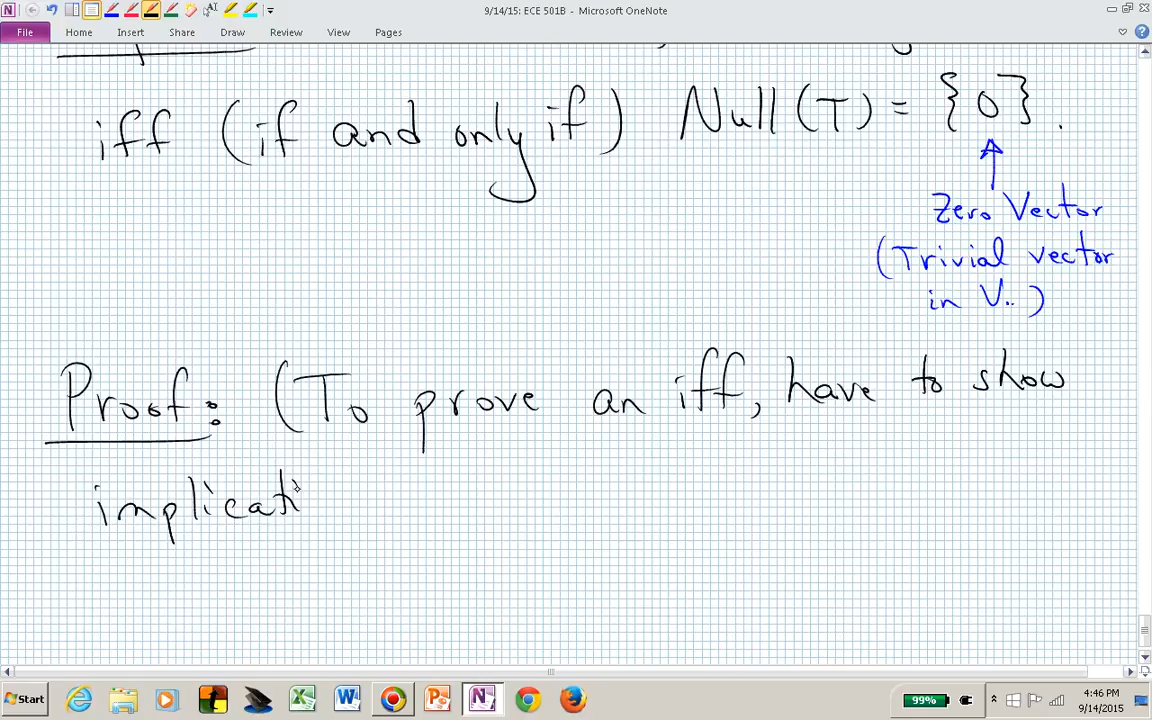 9/14/15: ECE 501B - Microsoft OneNote
File Home Insert Share Draw Review View Pages
iff (if and only if) Null(T) = {0}.
Zero Vector
(Trivial vector
in V..)
Proof: (To prove an iff, have to show
implicati
Start
99%
4:46 PM
9/14/2015